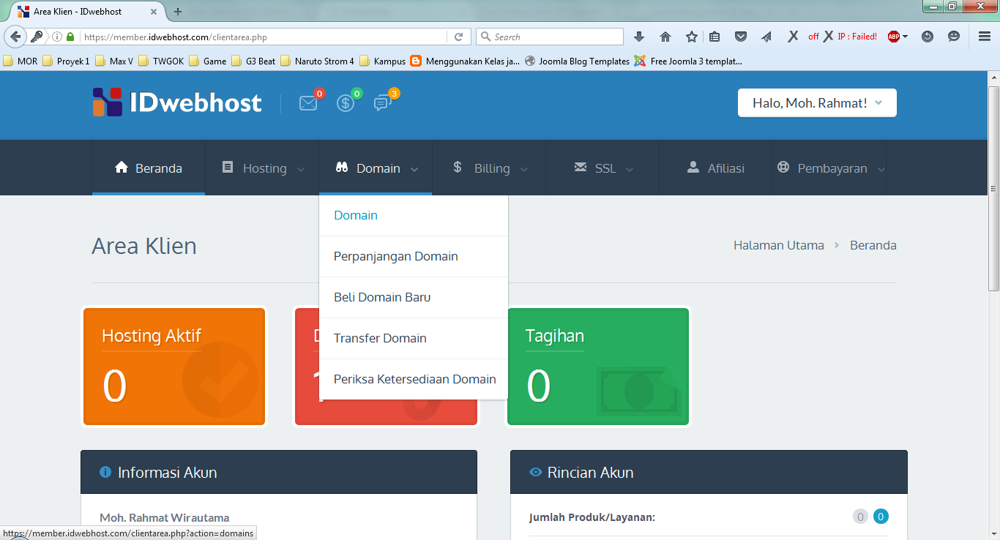 Area Klien - IDwebhost
https://member.idwebhost.com/clientarea.php
Search
off
IP : Failed!
ABP
MOR Proyek 1 Max V TWGOK Game G3 Beat Naruto Strom 4 Kampus Menggunakan Kelas ja... Joomla Blog Templates Free Joomla 3 templat...
IDwebhost 0 0 3 Halo, Moh. Rahmat!
Beranda Hosting Domain Billing SSL Afiliasi Pembayaran
Domain
Perpanjangan Domain
Beli Domain Baru
Transfer Domain
Periksa Ketersediaan Domain
Area Klien
Halaman Utama > Beranda
Hosting Aktif
0
Tagihan
0
Informasi Akun
Moh. Rahmat Wirautama
Rincian Akun
Jumlah Produk/Layanan: 0 0
https://member.idwebhost.com/clientarea.php?action=domains